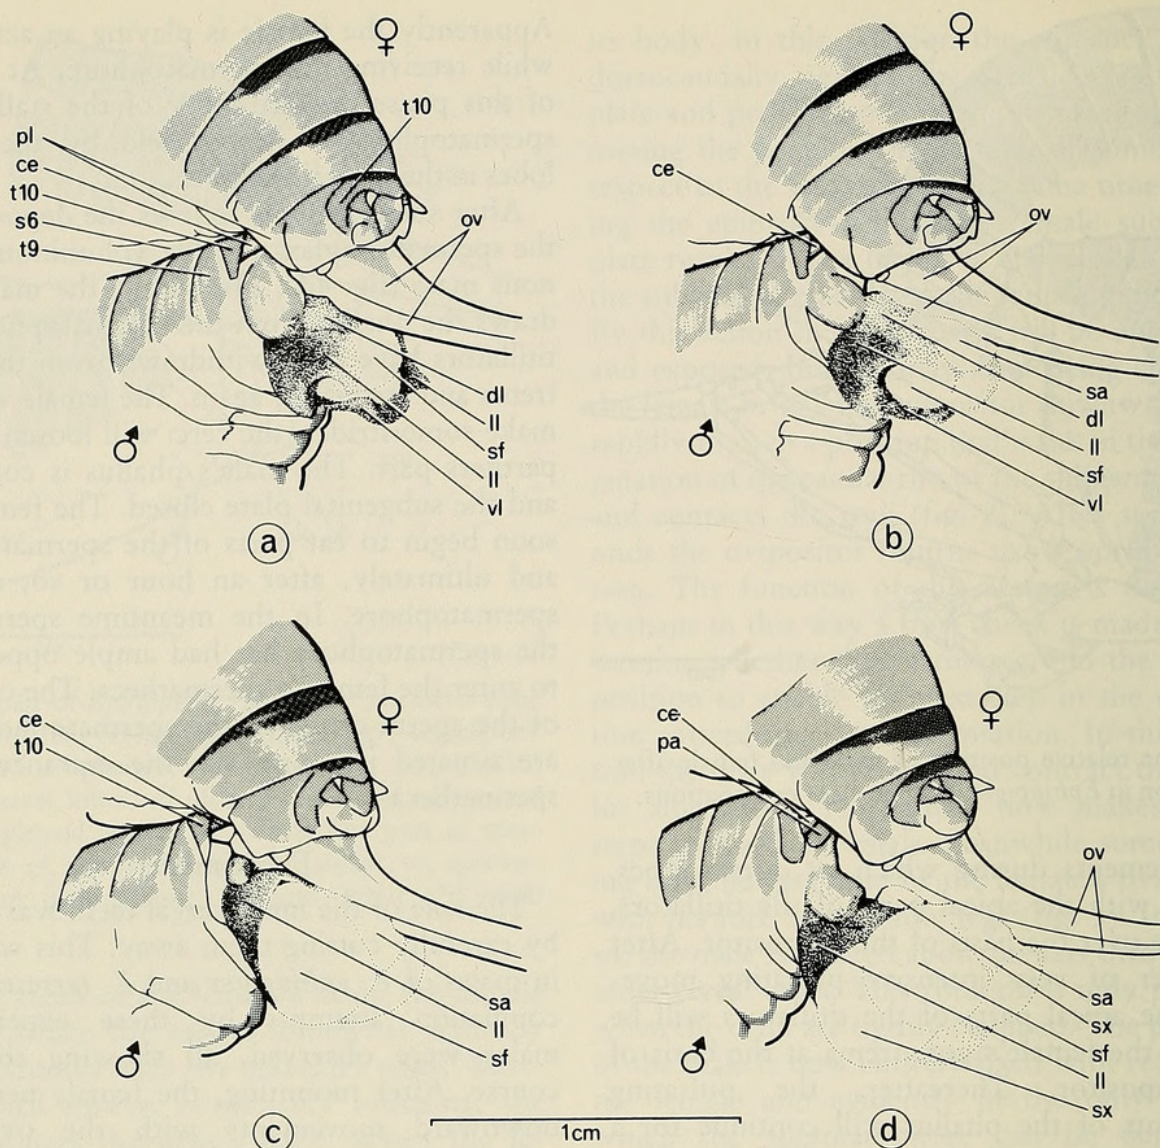 ♀
t10
pl
ce
t10
s6
t9
ov
dl
ll
sf
ll
vl
♂
a
♀
ce
ov
sa
dl
ll
sf
vl
♂
b
♀
ce
t10
sa
ll
sf
♂
c
♀
ce
pa
ov
sa
sx
sf
ll
sx
♂
d
1cm